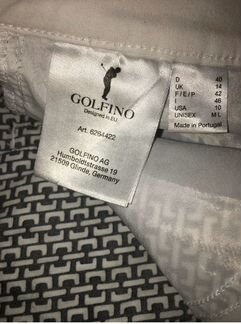 GOLFINO
Designed in EU
Art. 6264422
GOLFINO AG
Humboldtstrasse 19
21509 Glinde, Germany
D 40
UK 14
F/E/P 42
I 46
USA 10
UNISEX M L
Made in Portugal